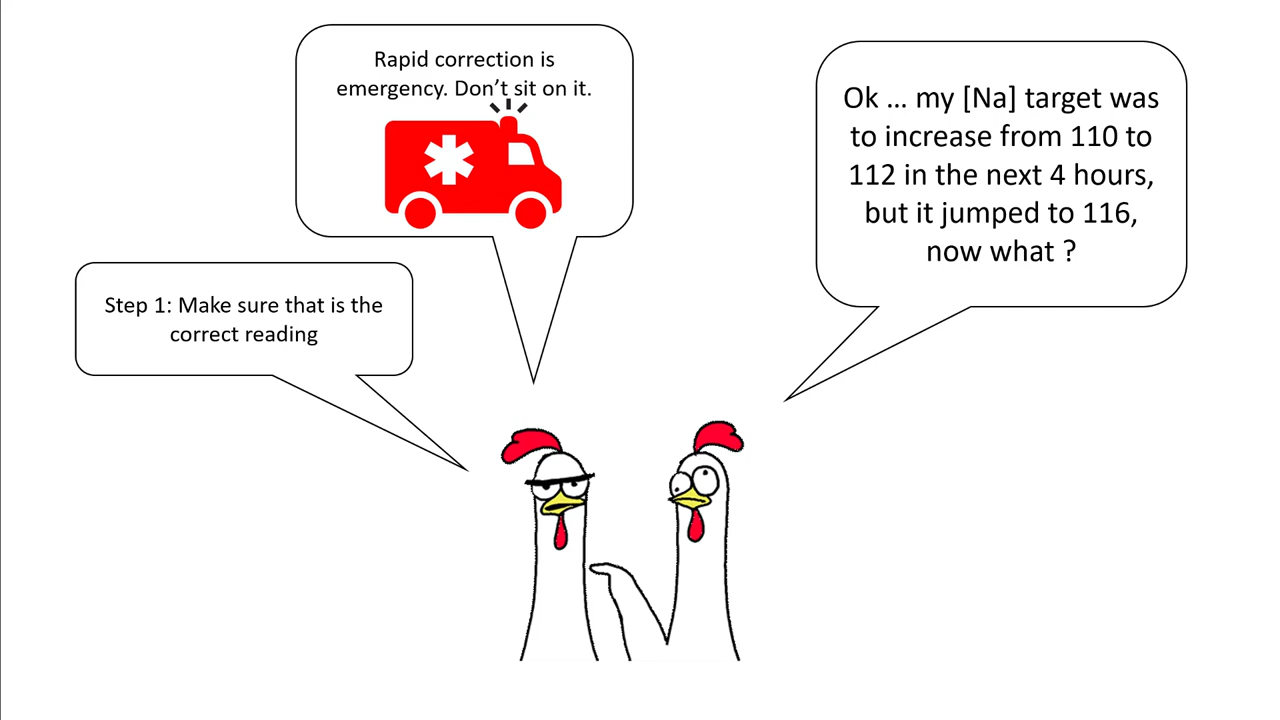 Rapid correction is
emergency. Don’t sit on it.
Ok … my [Na] target was
to increase from 110 to
112 in the next 4 hours,
but it jumped to 116,
now what ?
Step 1: Make sure that is the
correct reading